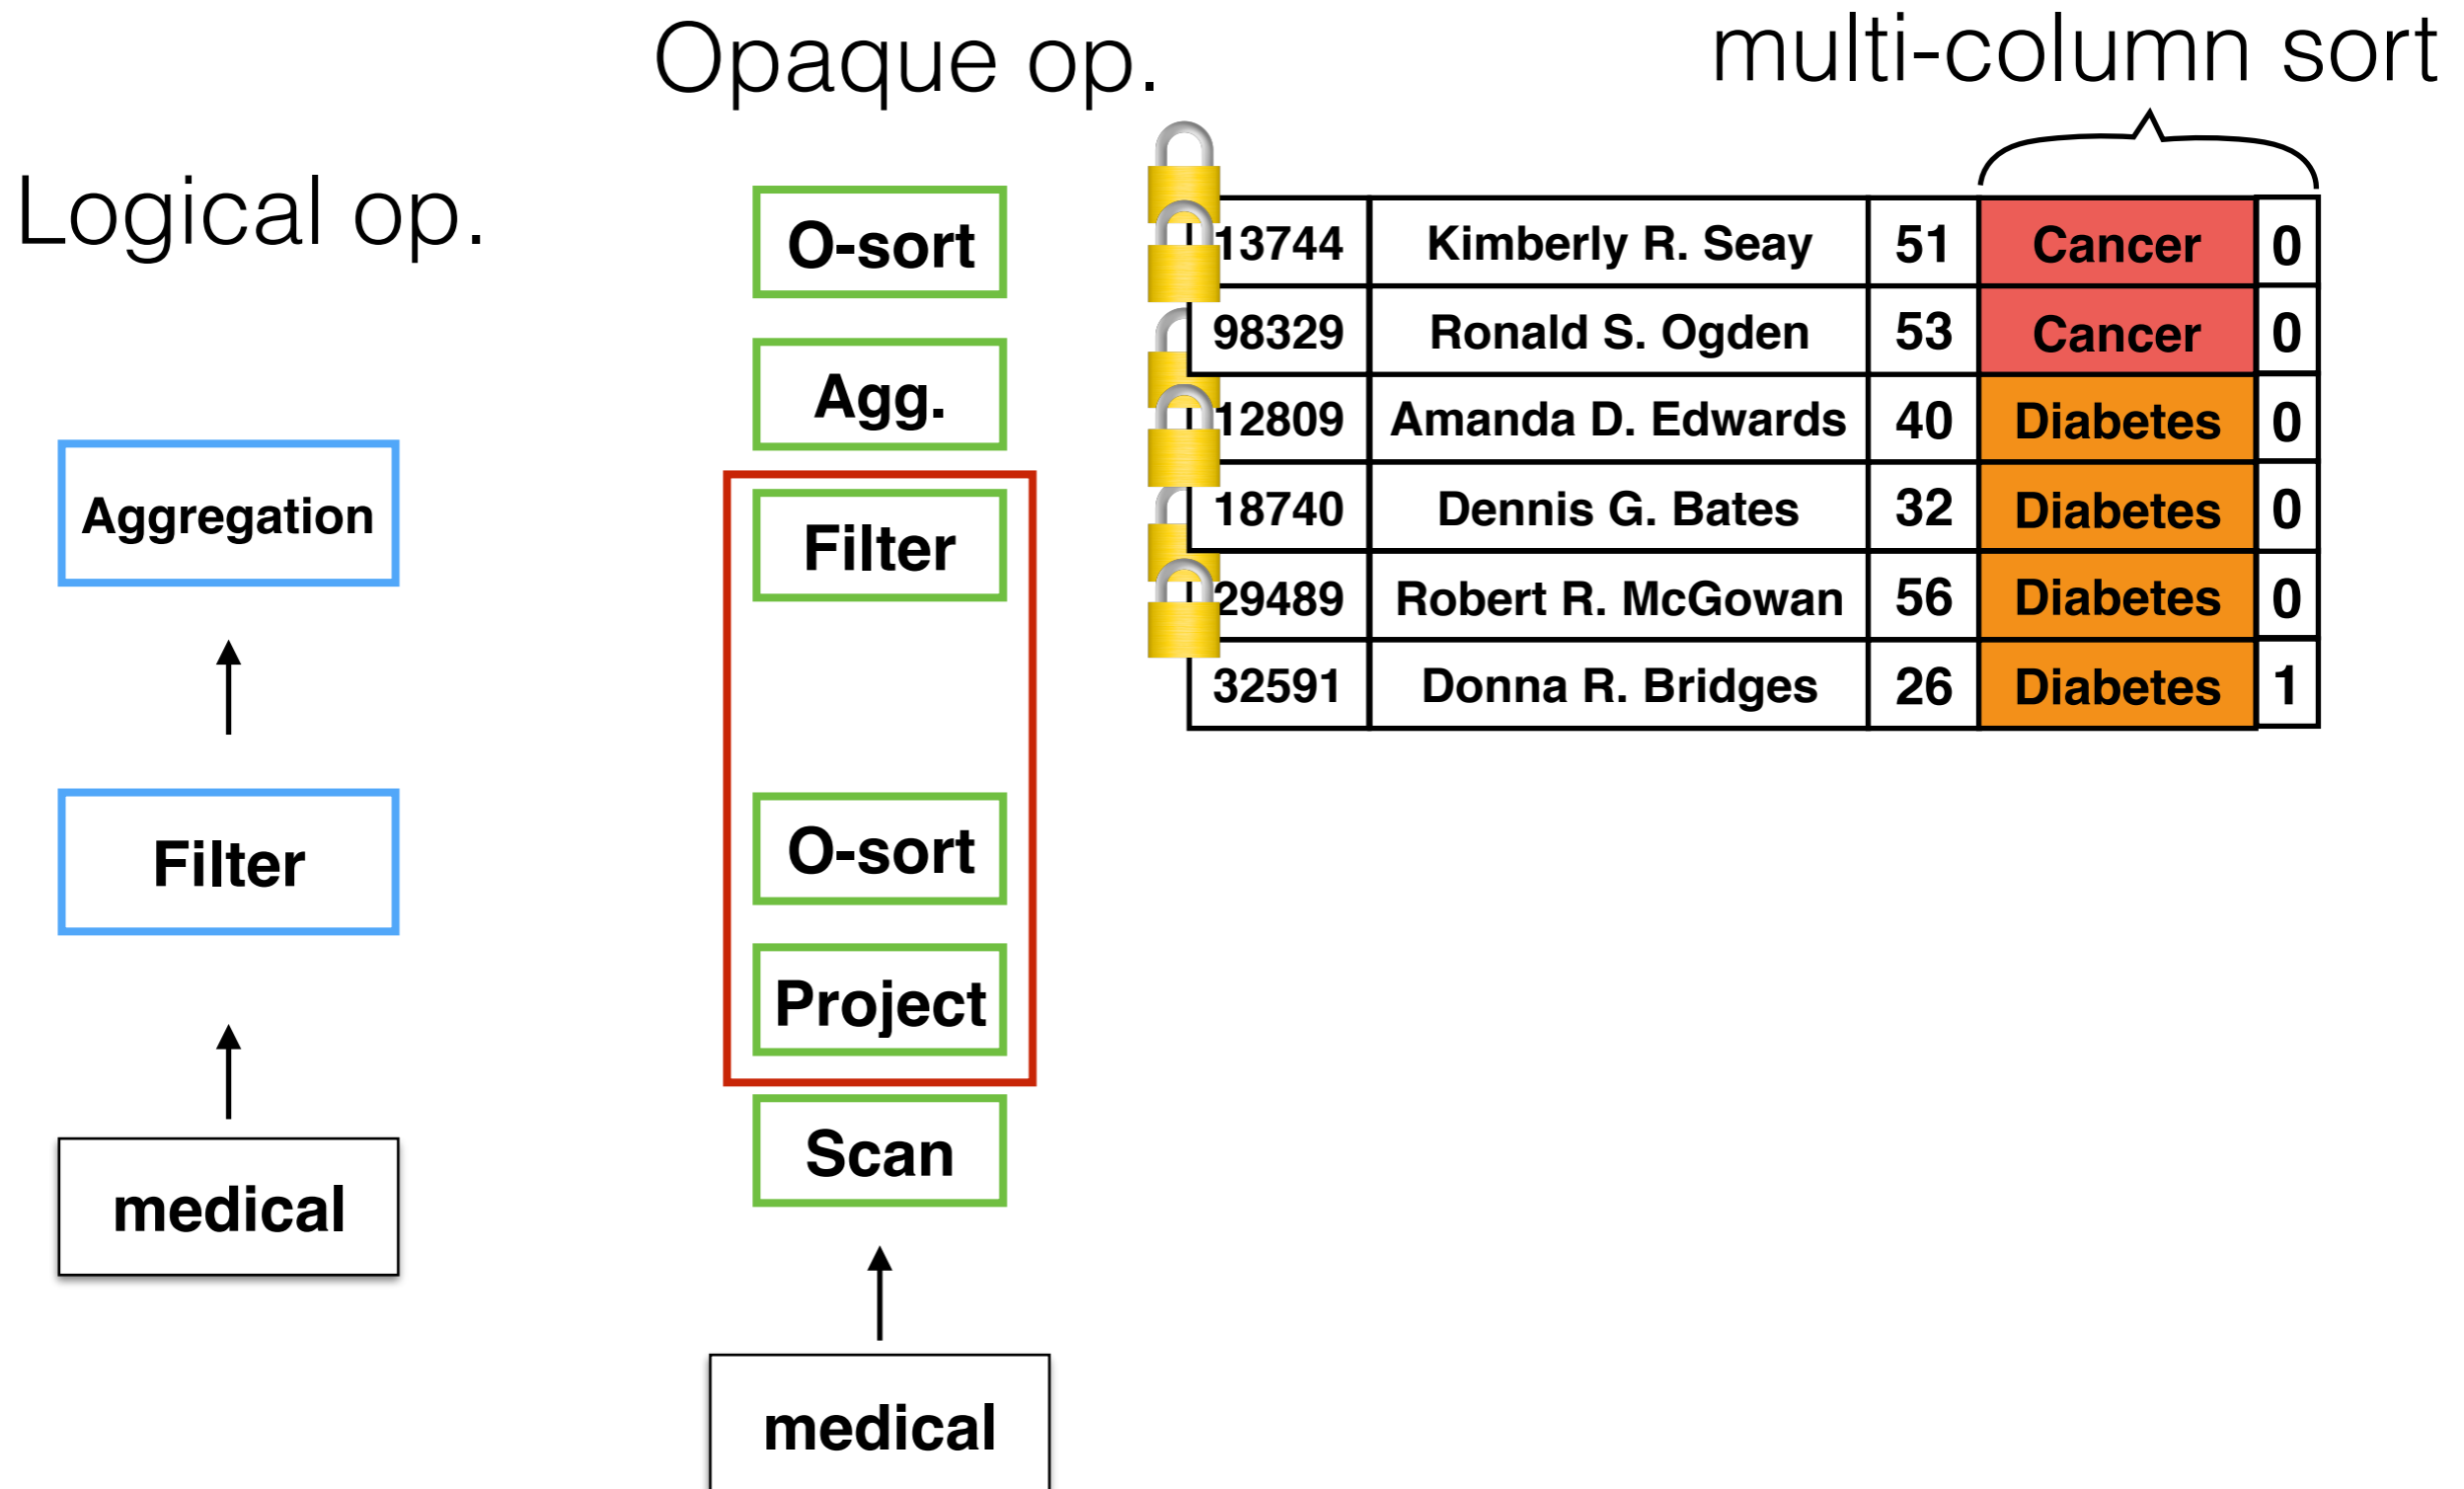 Logical op.
Aggregation
Filter
medical
Opaque op.
O-sort
Agg.
Filter
O-sort
Project
Scan
medical
multi-column sort
13744 Kimberly R. Seay 51 Cancer 0
98329 Ronald S. Ogden 53 Cancer 0
12809 Amanda D. Edwards 40 Diabetes 0
18740 Dennis G. Bates 32 Diabetes 0
29489 Robert R. McGowan 56 Diabetes 0
32591 Donna R. Bridges 26 Diabetes 1